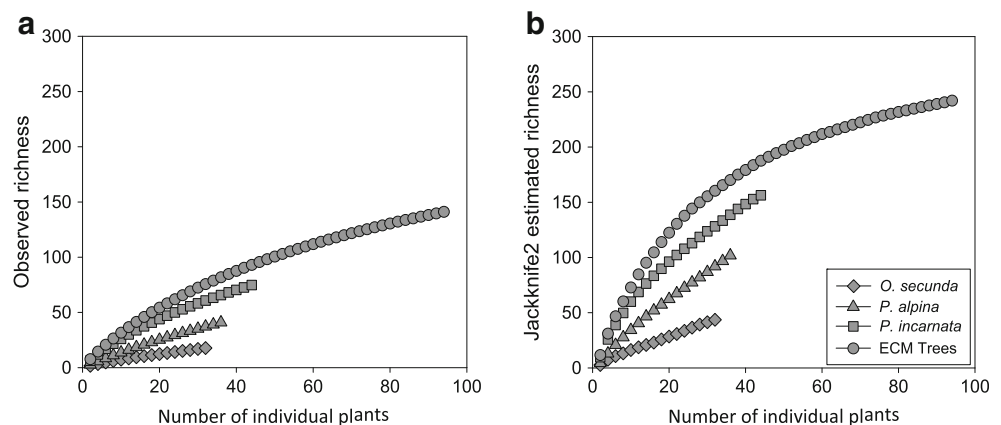 a
300
250
200
150
100
50
0
Observed richness
0 20 40 60 80 100
Number of individual plants
b
300
250
200
150
100
50
0
Jackknife2 estimated richness
0 20 40 60 80 100
Number of individual plants
O. secunda
P. alpina
P. incarnata
ECM Trees